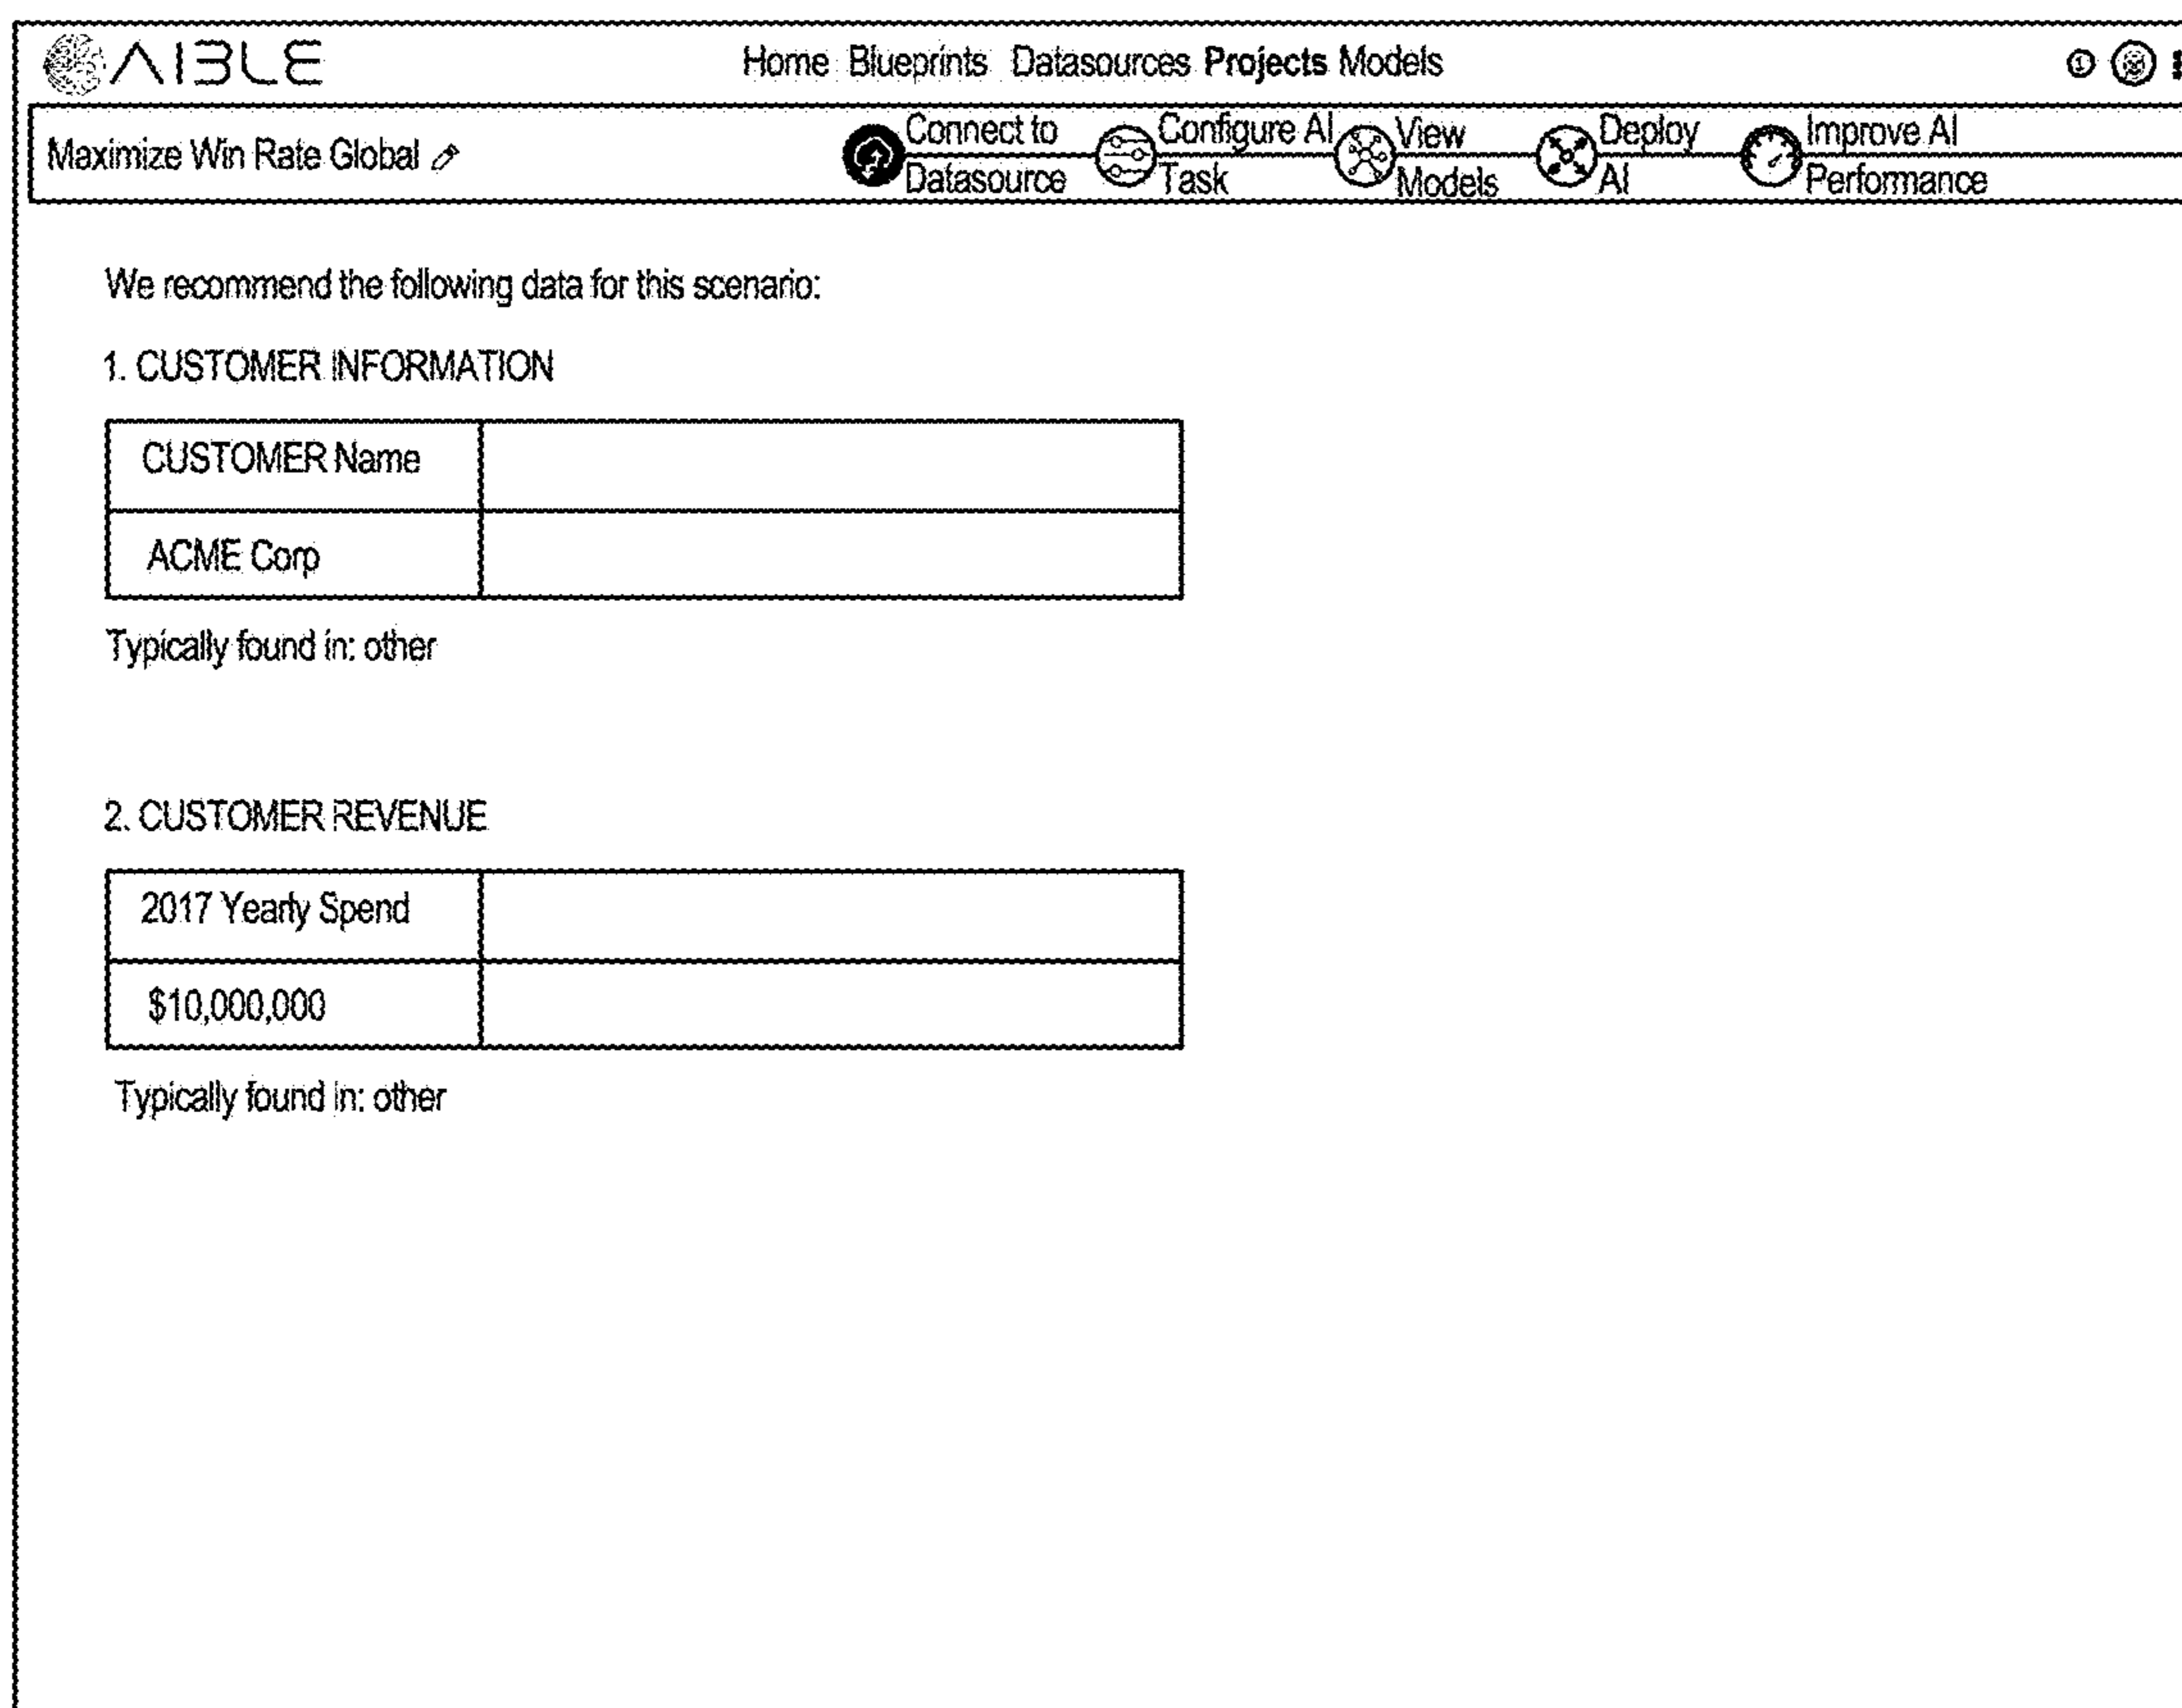 AIBLE
Home Blueprints Datasources Projects Models
Maximize Win Rate Global
Connect to
Datasource
Configure AI
Task
View
Models
Deploy
AI
Improve AI
Performance
We recommend the following data for this scenario:
1. CUSTOMER INFORMATION
CUSTOMER Name
ACME Corp
Typically found in: other
2. CUSTOMER REVENUE
2017 Yearly Spend
$10,000,000
Typically found in: other